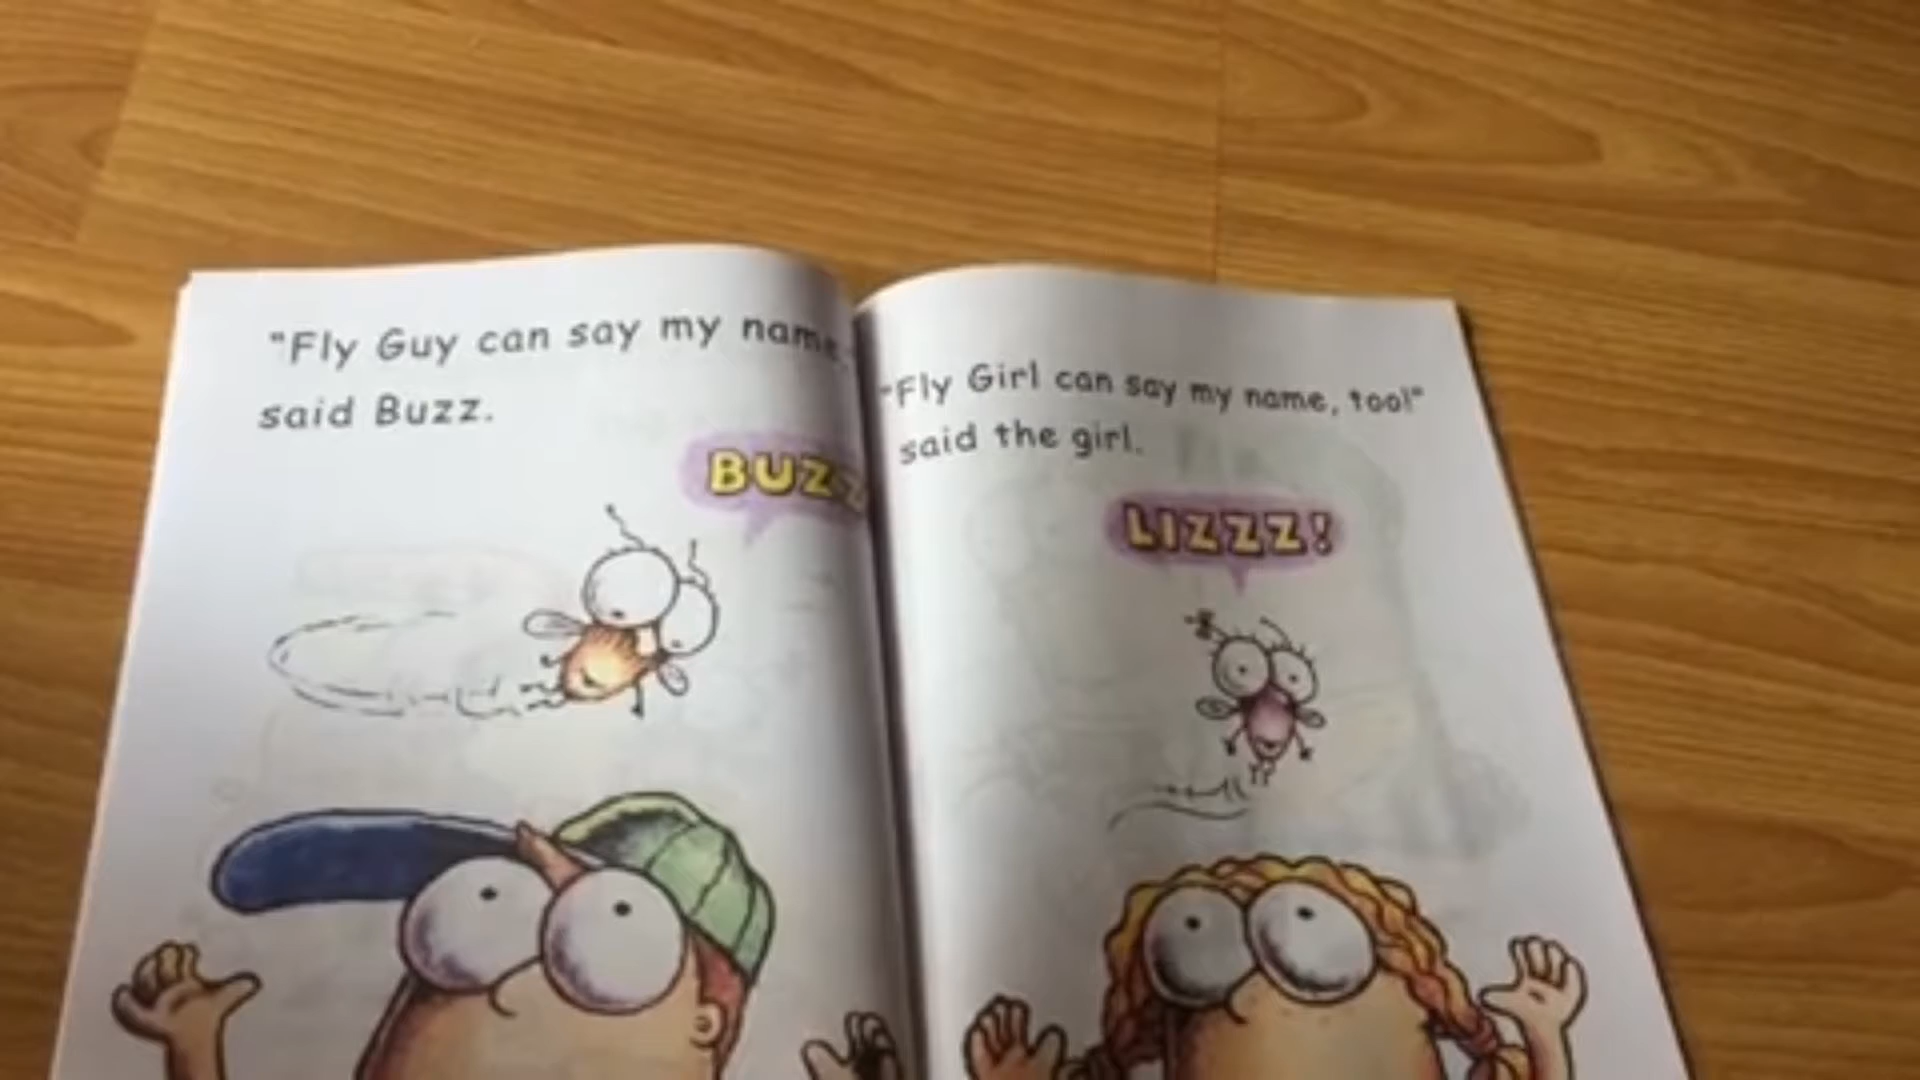 "Fly Guy can say my name,
said Buzz.
BUZZ
"Fly Girl can say my name, too!"
said the girl.
LIZZZ!